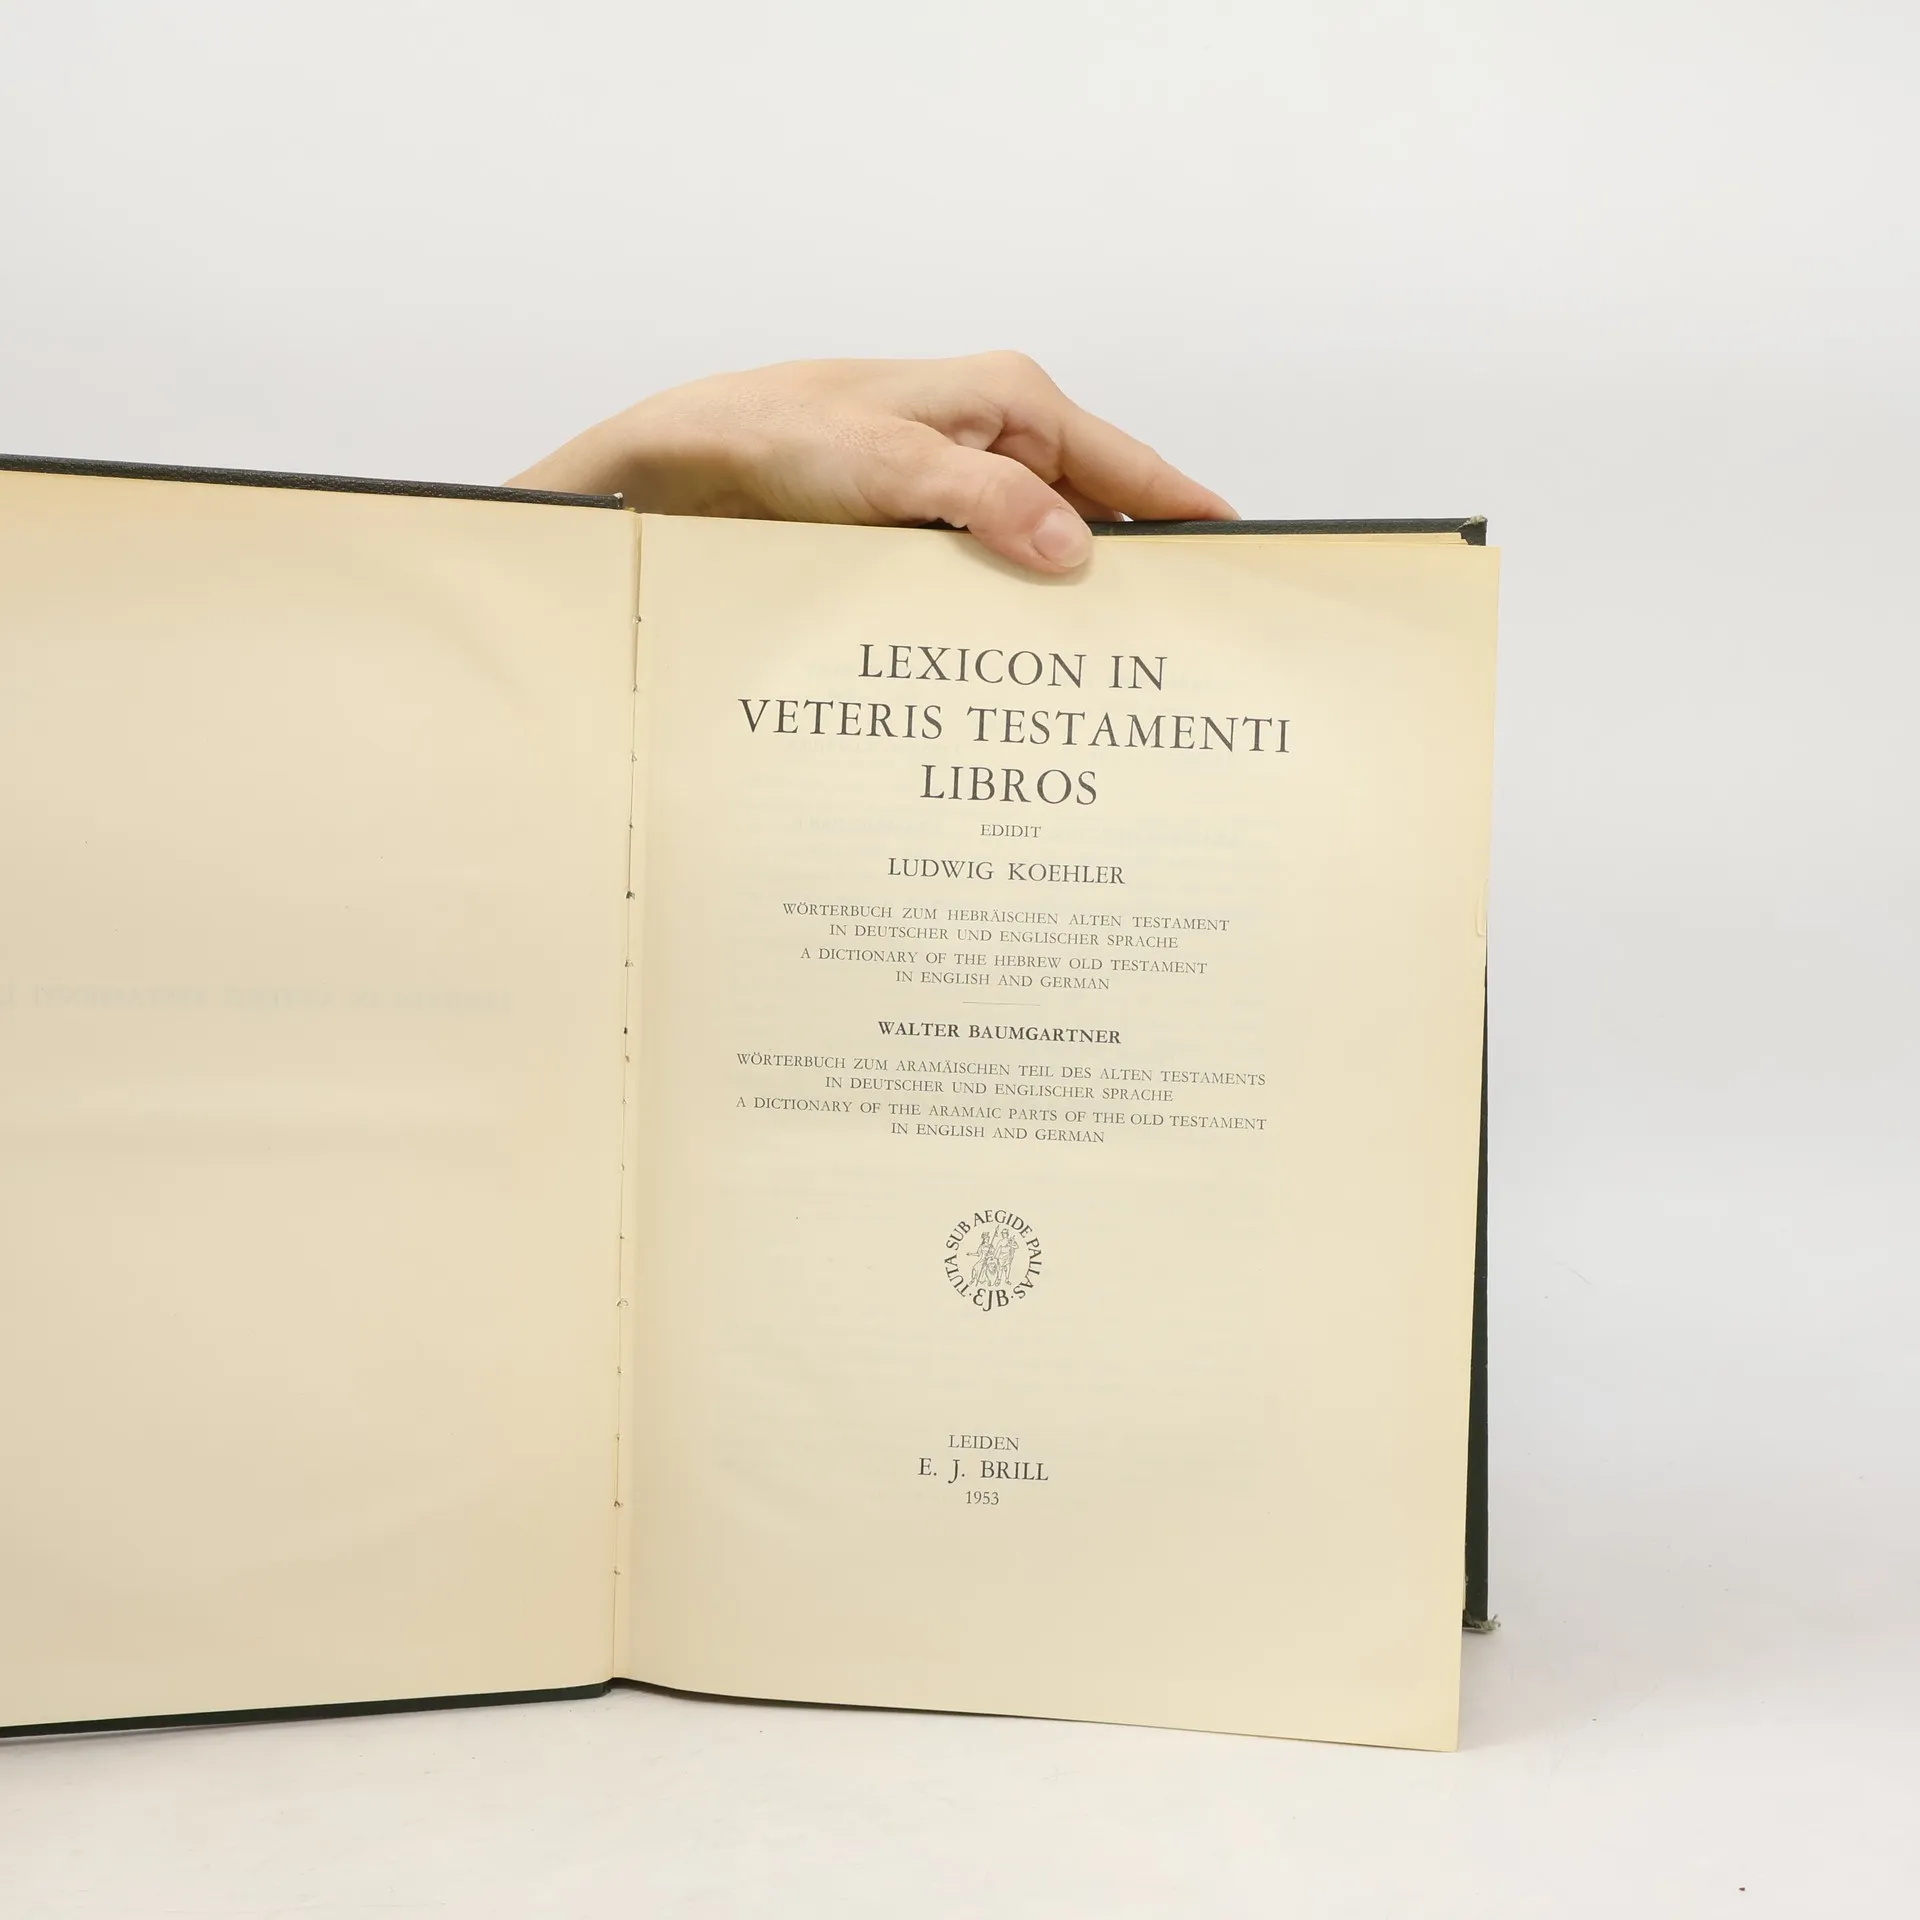 LEXICON IN
VETERIS TESTAMENTI
LIBROS
EDIDIT
LUDWIG KOEHLER
WÖRTERBUCH ZUM HEBRÄISCHEN ALTEN TESTAMENT
IN DEUTSCHER UND ENGLISCHER SPRACHE
A DICTIONARY OF THE HEBREW OLD TESTAMENT
IN ENGLISH AND GERMAN
WALTER BAUMGARTNER
WÖRTERBUCH ZUM ARAMÄISCHEN TEIL DES ALTEN TESTAMENTS
IN DEUTSCHER UND ENGLISCHER SPRACHE
A DICTIONARY OF THE ARAMAIC PARTS OF THE OLD TESTAMENT
IN ENGLISH AND GERMAN
TUTA SUB AEGIDE PALLAS
·EJB·
LEIDEN
E. J. BRILL
1953